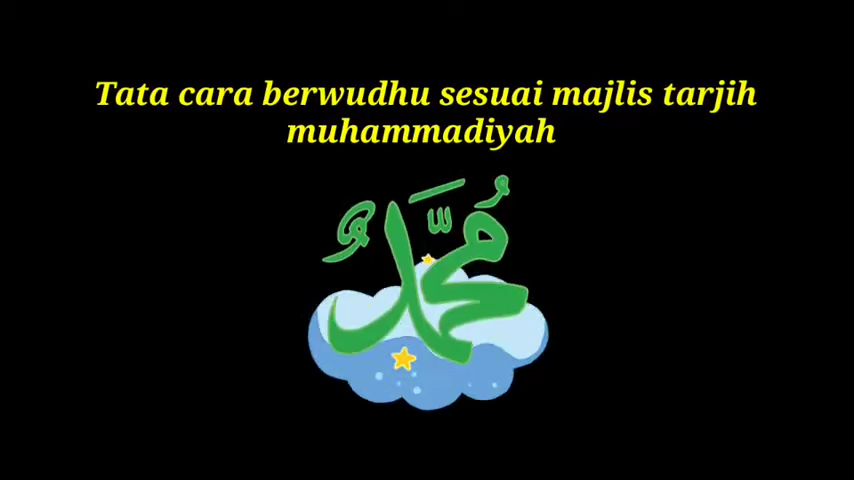 Tata cara berwudhu sesuai majlis tarjih
muhammadiyah
مُحَمَّدٌ